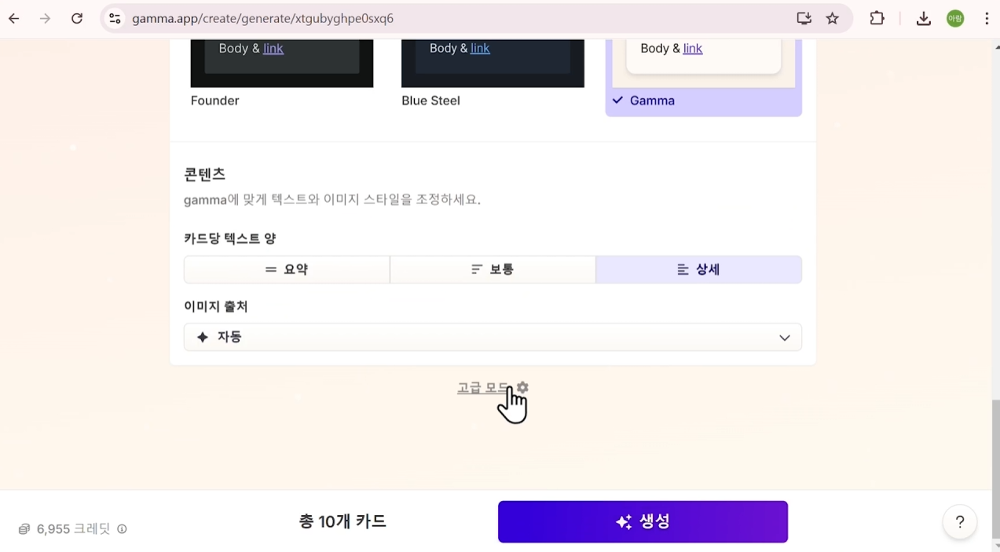 gamma.app/create/generate/xtgubyghpe0sxq6
아람
Body & link
Body & link
Body & link
Founder
Blue Steel
Gamma
콘텐츠
gamma에 맞게 텍스트와 이미지 스타일을 조정하세요.
카드당 텍스트 양
요약
보통
상세
이미지 출처
자동
고급 모드
6,955 크레딧
총 10개 카드
생성
?